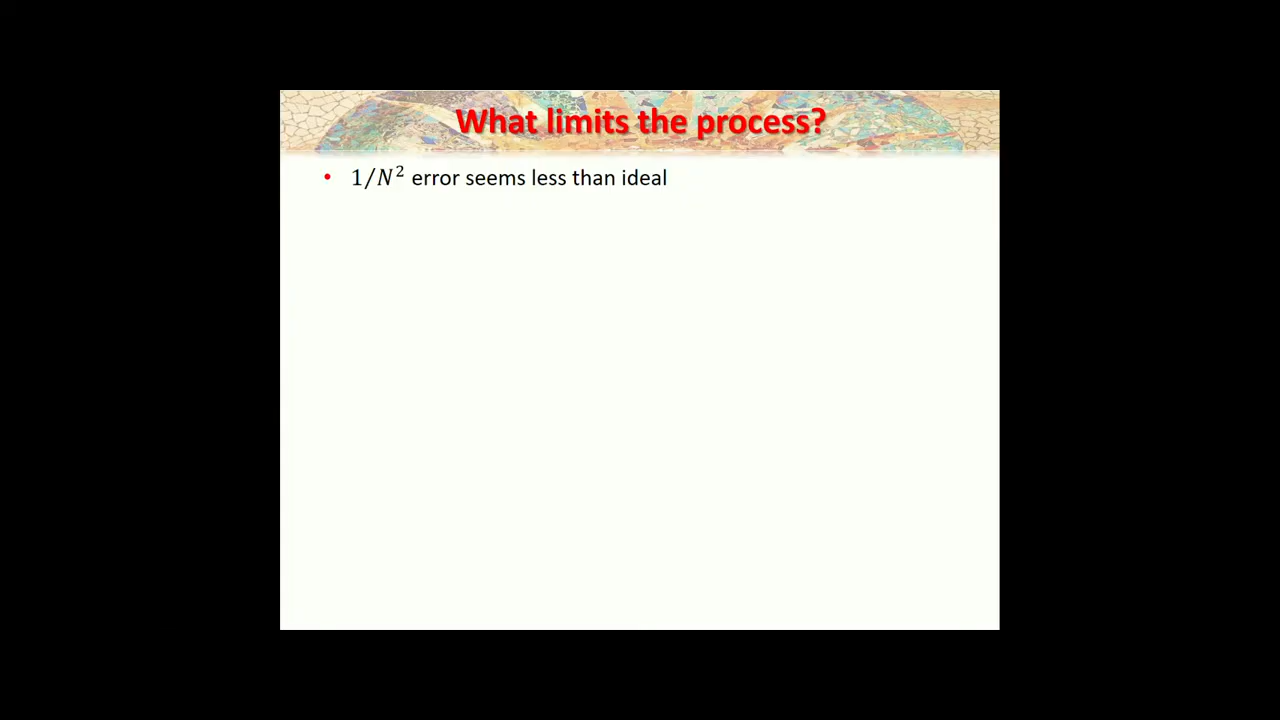 What limits the process?
• 1/N² error seems less than ideal